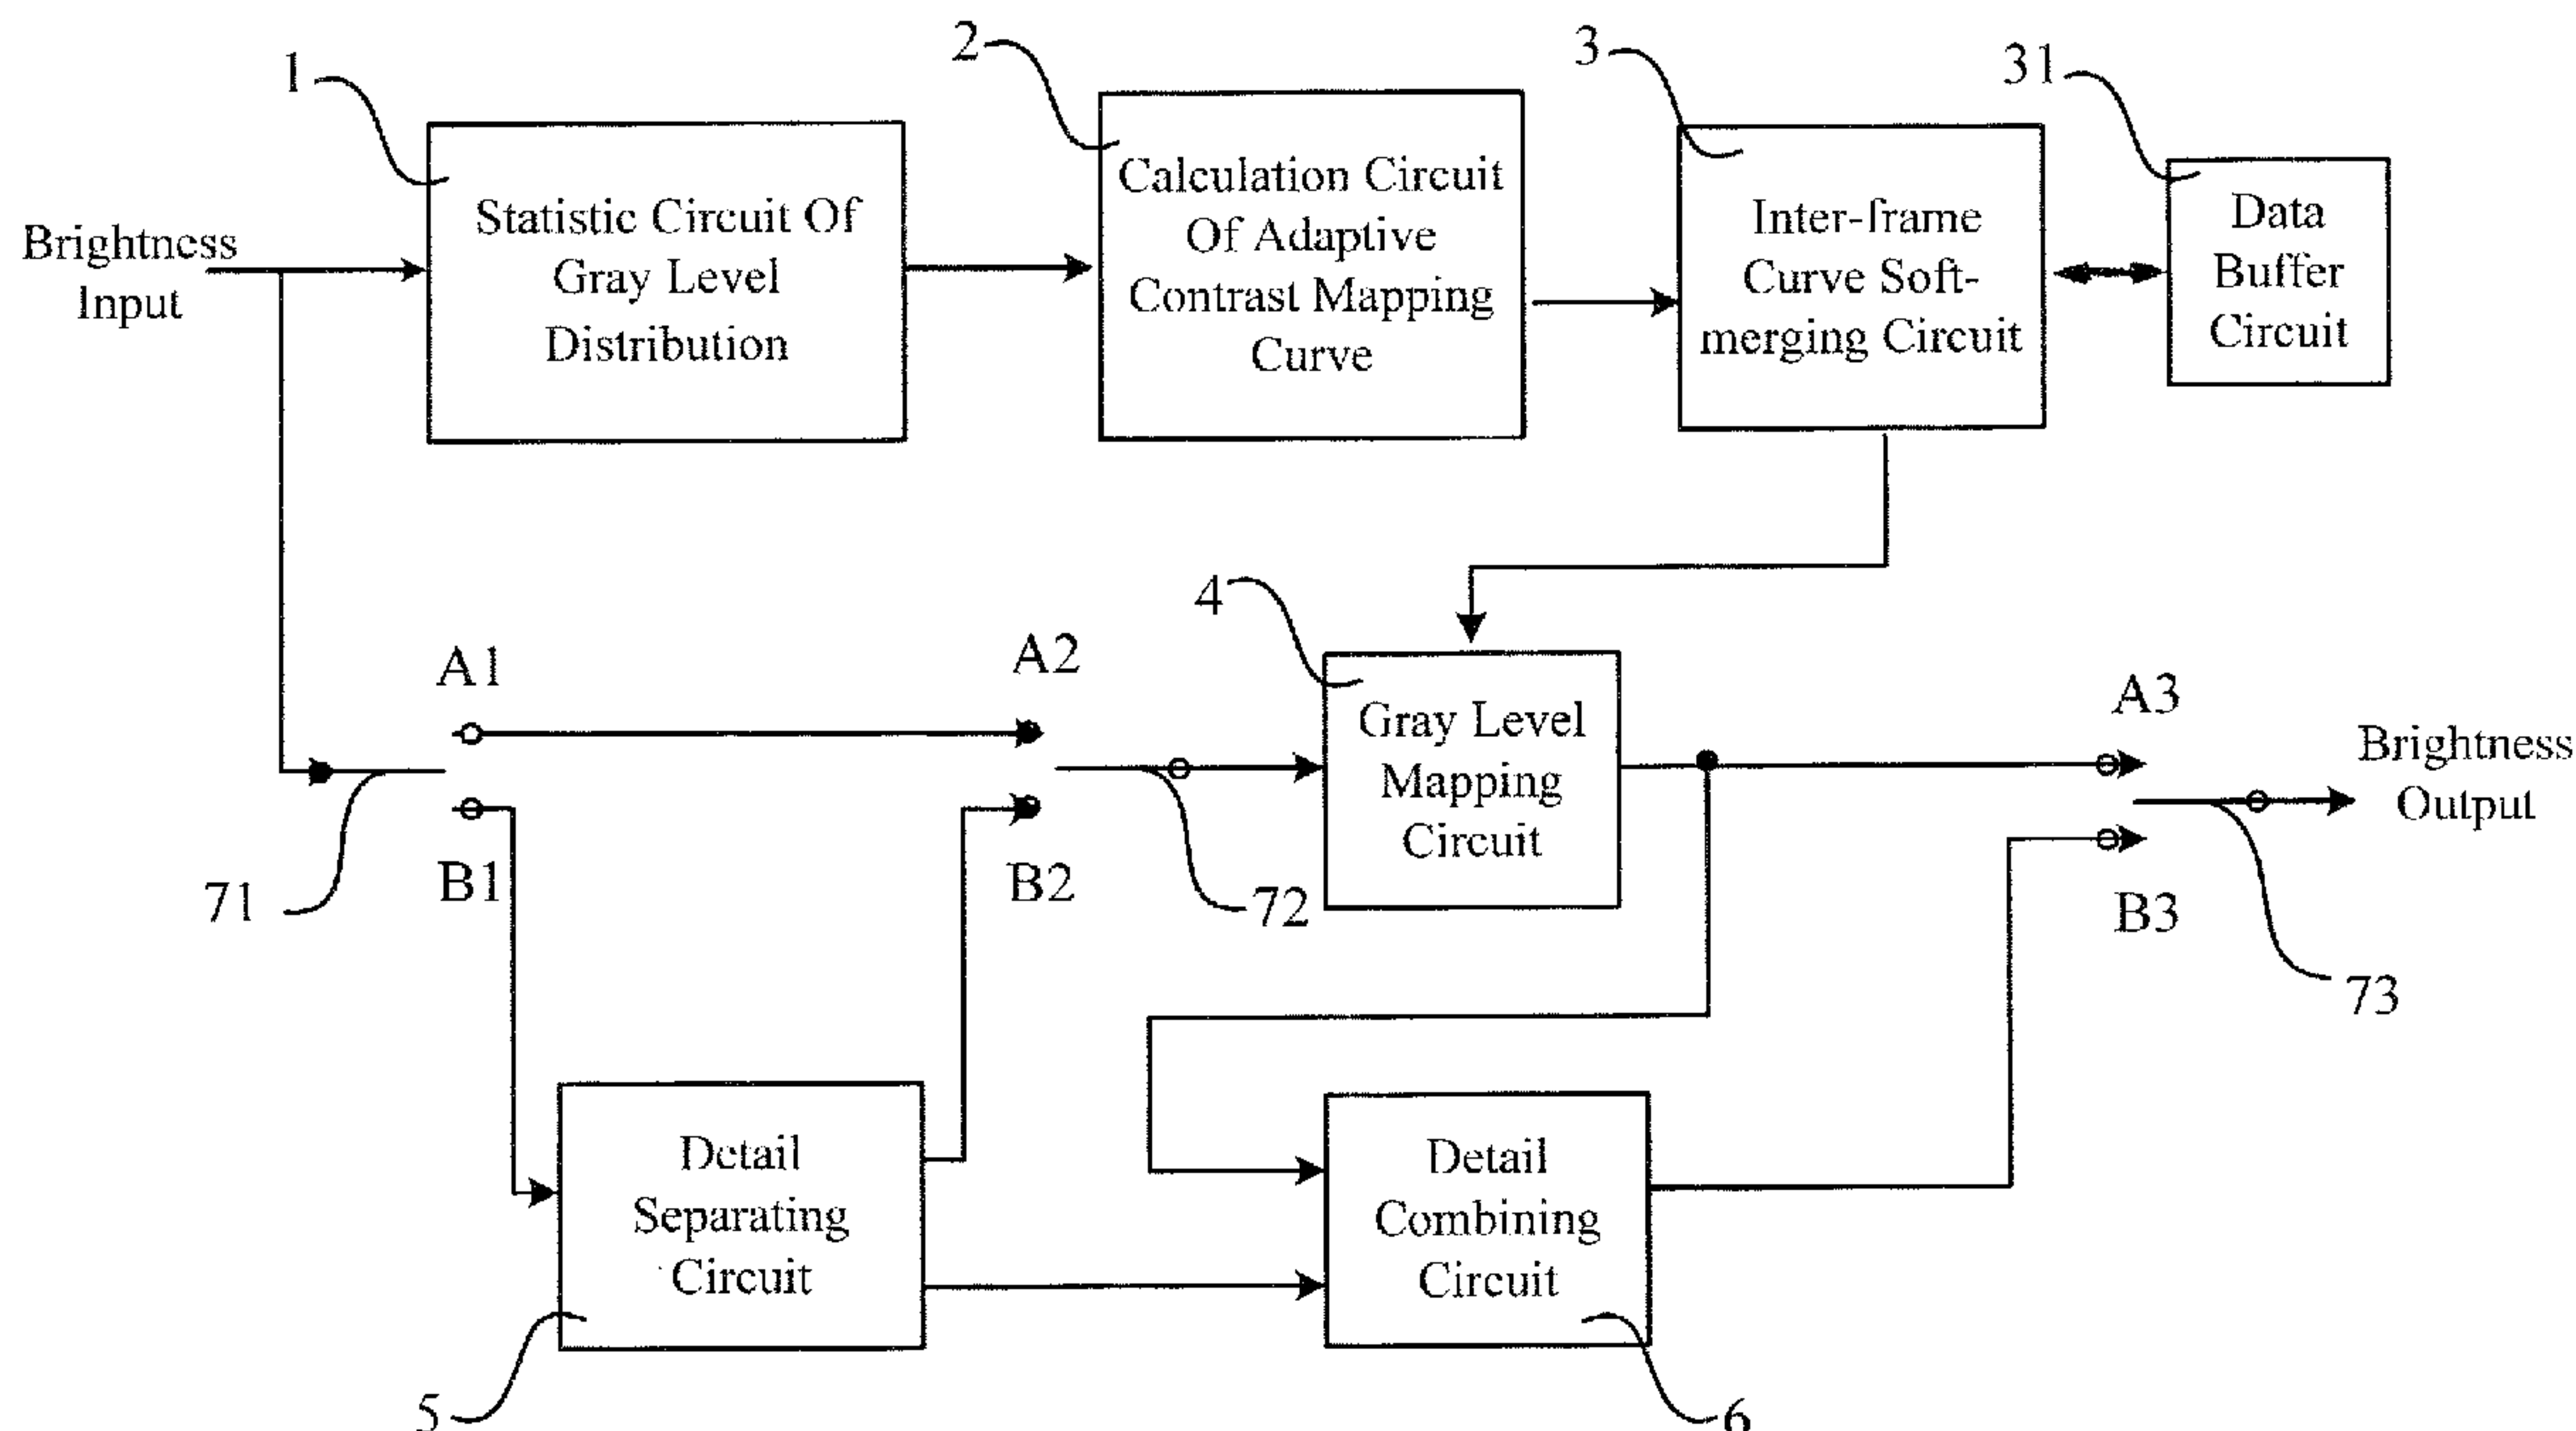 1
2
3
31
Brightness
Input
Statistic Circuit Of
Gray Level
Distribution
Calculation Circuit
Of Adaptive
Contrast Mapping
Curve
Inter-frame
Curve Soft-
merging Circuit
Data
Buffer
Circuit
A1
A2
4
Gray Level
Mapping
Circuit
A3
Brightness
Output
71
B1
B2
72
B3
73
Detail
Separating
Circuit
Detail
Combining
Circuit
5
6